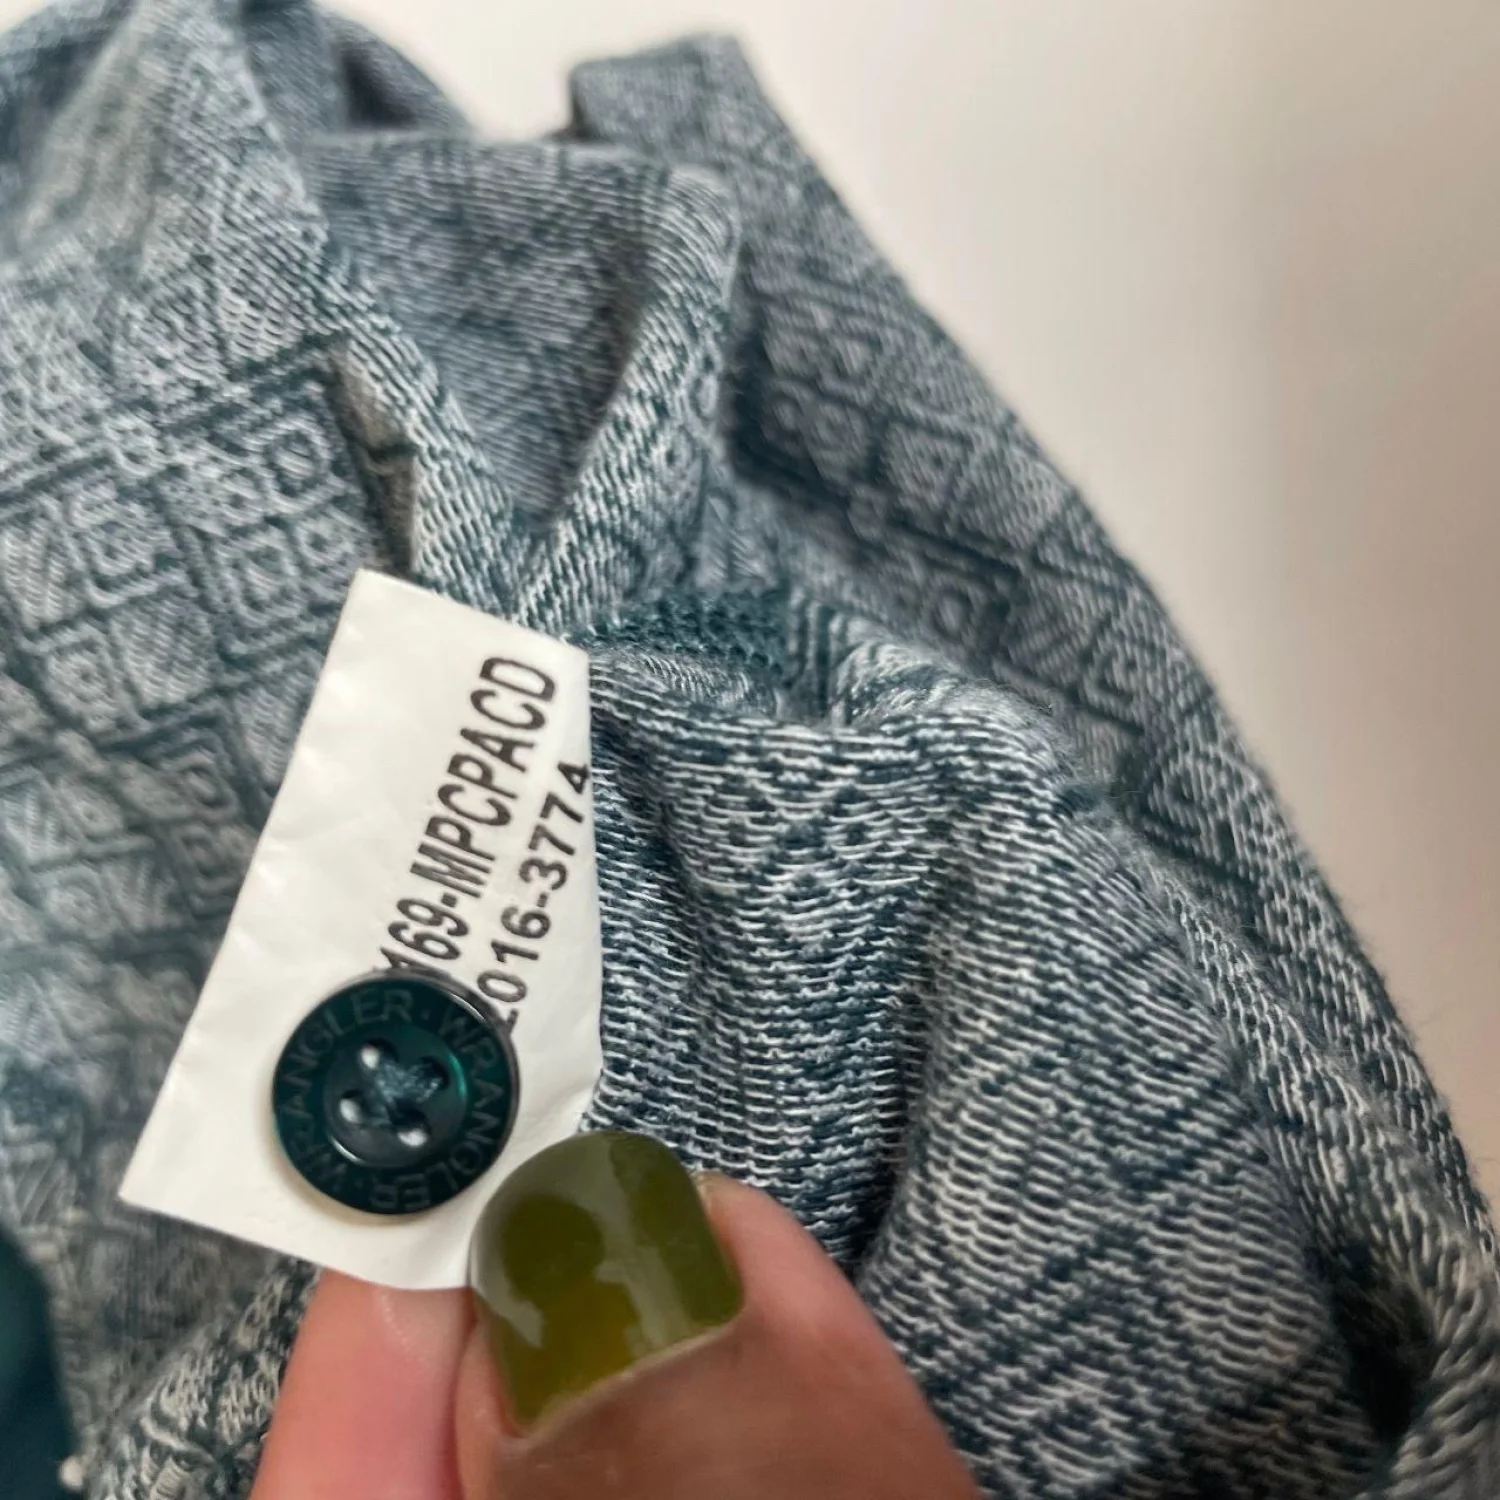 169-MPCPACD
2016-3774
WRANGLER · WRANGLER ·